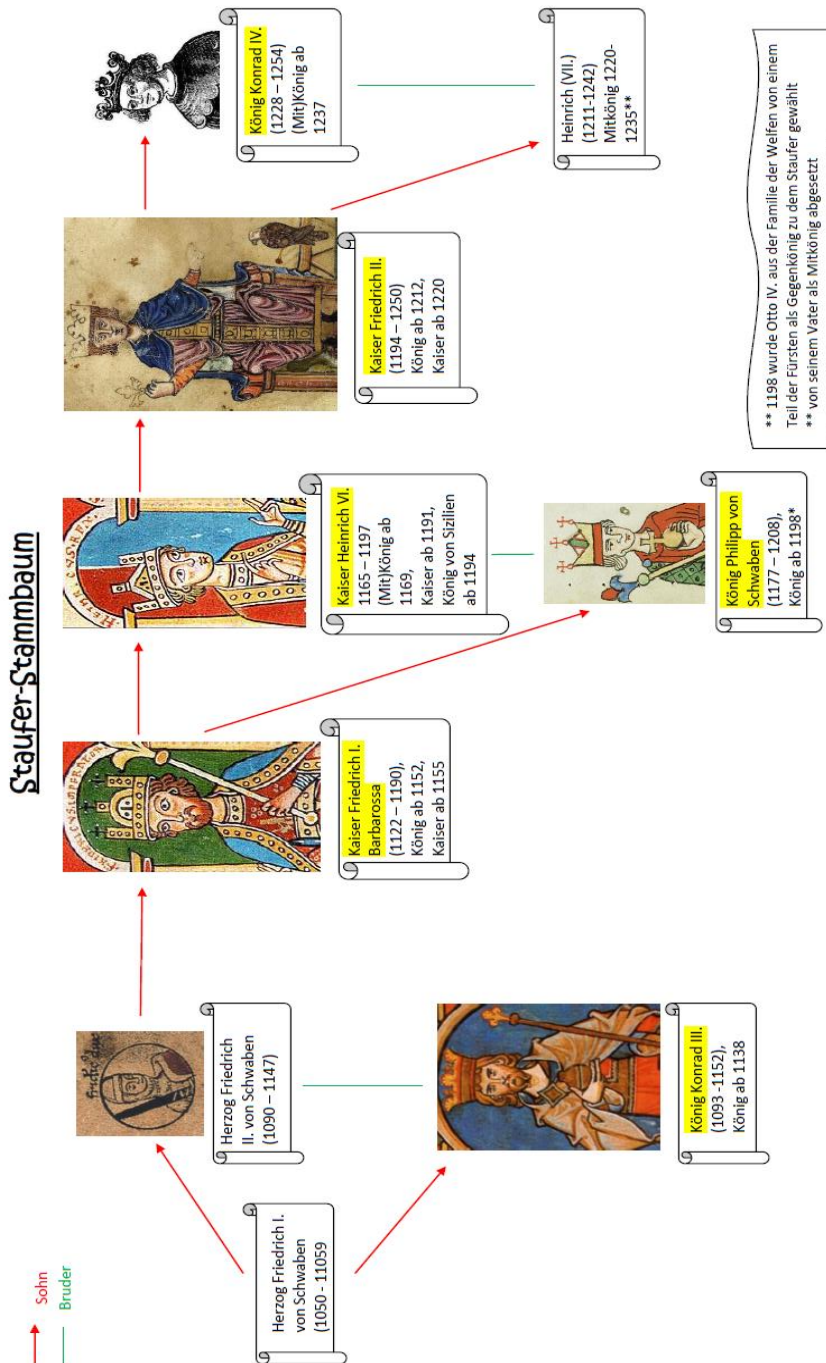 Staufer-Stammbaum
Sohn
Bruder
Herzog Friedrich I.
von Schwaben
(1050 - 11059
fricha dux
Herzog Friedrich
II. von Schwaben
(1090 – 1147)
König Konrad III.
(1093 -1152),
König ab 1138
Kaiser Friedrich I.
Barbarossa
(1122 – 1190),
König ab 1152,
Kaiser ab 1155
Kaiser Heinrich VI.
1165 – 1197
(Mit)König ab
1169,
Kaiser ab 1191,
König von Sizilien
ab 1194
König Philipp von
Schwaben
(1177 – 1208),
König ab 1198*
Kaiser Friedrich II.
(1194 – 1250)
König ab 1212,
Kaiser ab 1220
König Konrad IV.
(1228 – 1254)
(Mit)König ab
1237
Heinrich (VII.)
(1211-1242)
Mitkönig 1220-
1235**
** 1198 wurde Otto IV. aus der Familie der Welfen von einem
Teil der Fürsten als Gegenkönig zu dem Staufer gewählt
** von seinem Vater als Mitkönig abgesetzt